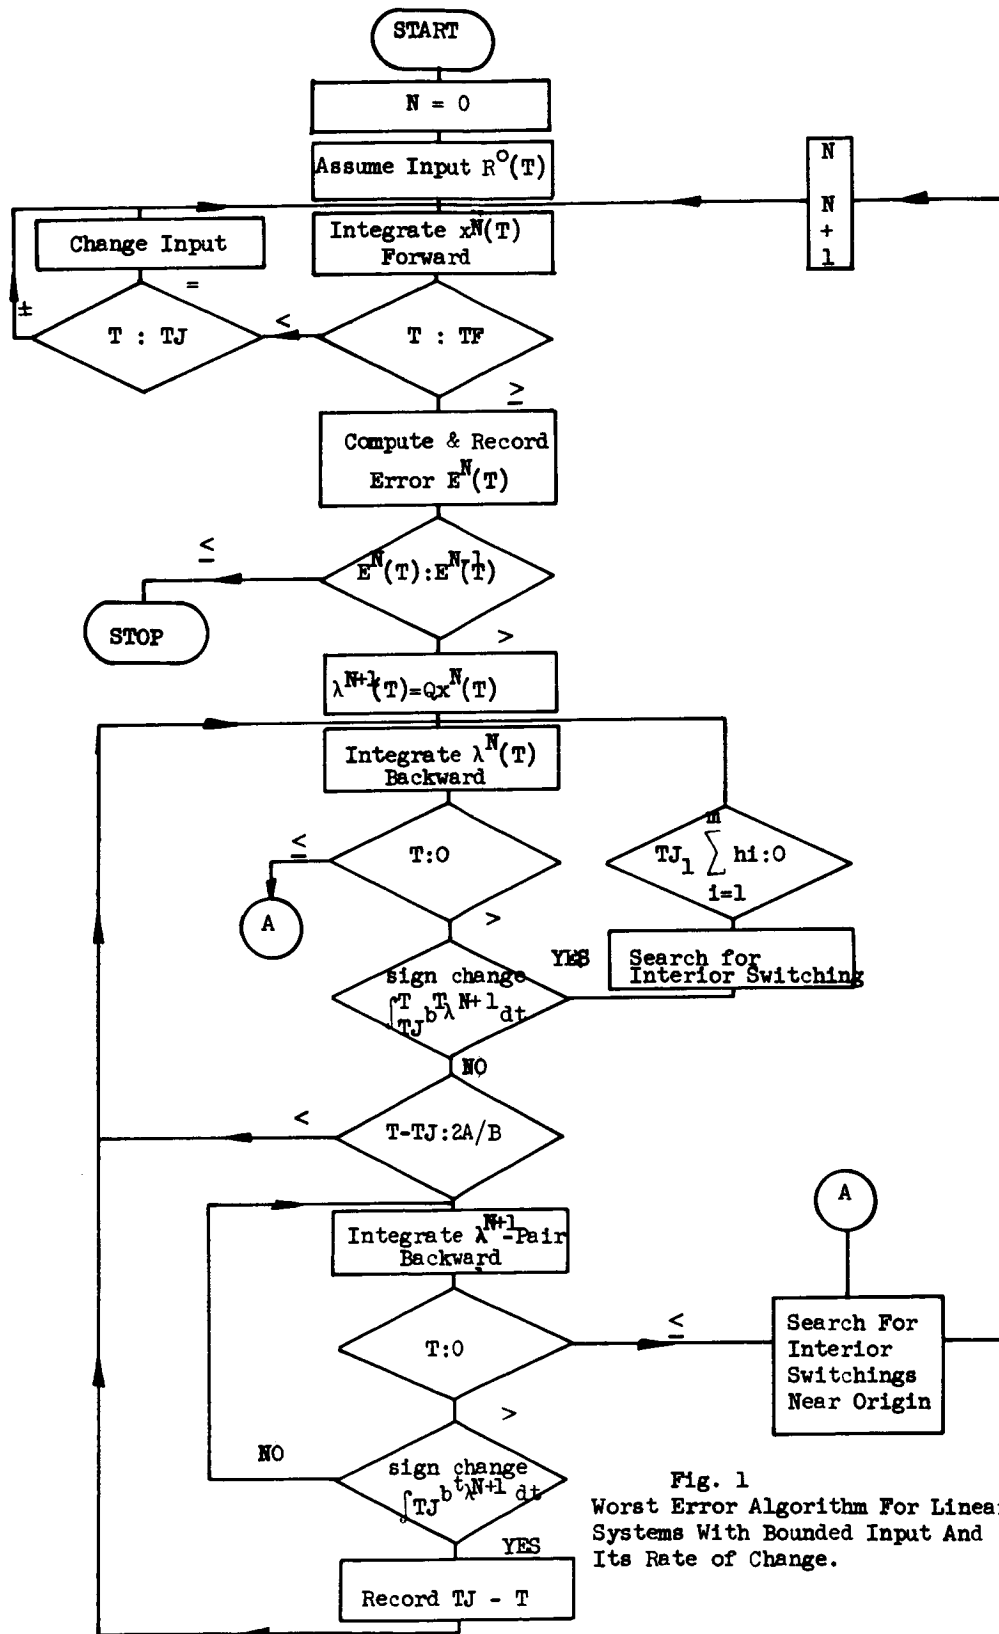 START
N = 0
Assume Input R^O(T)
N
N
+
1
Integrate x^N(T)
Forward
Change Input
=
±
T : TJ
<
T : TF
≥
Compute & Record
Error E^N(T)
≤
E^N(T):E^N-1(T)
STOP
>
λ^N+1(T)=Qx^N(T)
Integrate λ^N(T)
Backward
≤
T:0
TJ_1 ∑ hi:0
m
i=1
A
>
YES
Search for
Interior Switching
sign change
∫ T TJ b^T λ^N+1 dt
NO
<
T-TJ:2A/B
A
Integrate λ^N+1-Pair
Backward
T:0
≤
Search For
Interior
Switchings
Near Origin
>
NO
sign change
∫ TJ b^t λ^N+1 dt
YES
Record TJ - T
Fig. 1
Worst Error Algorithm For Linear
Systems With Bounded Input And
Its Rate of Change.